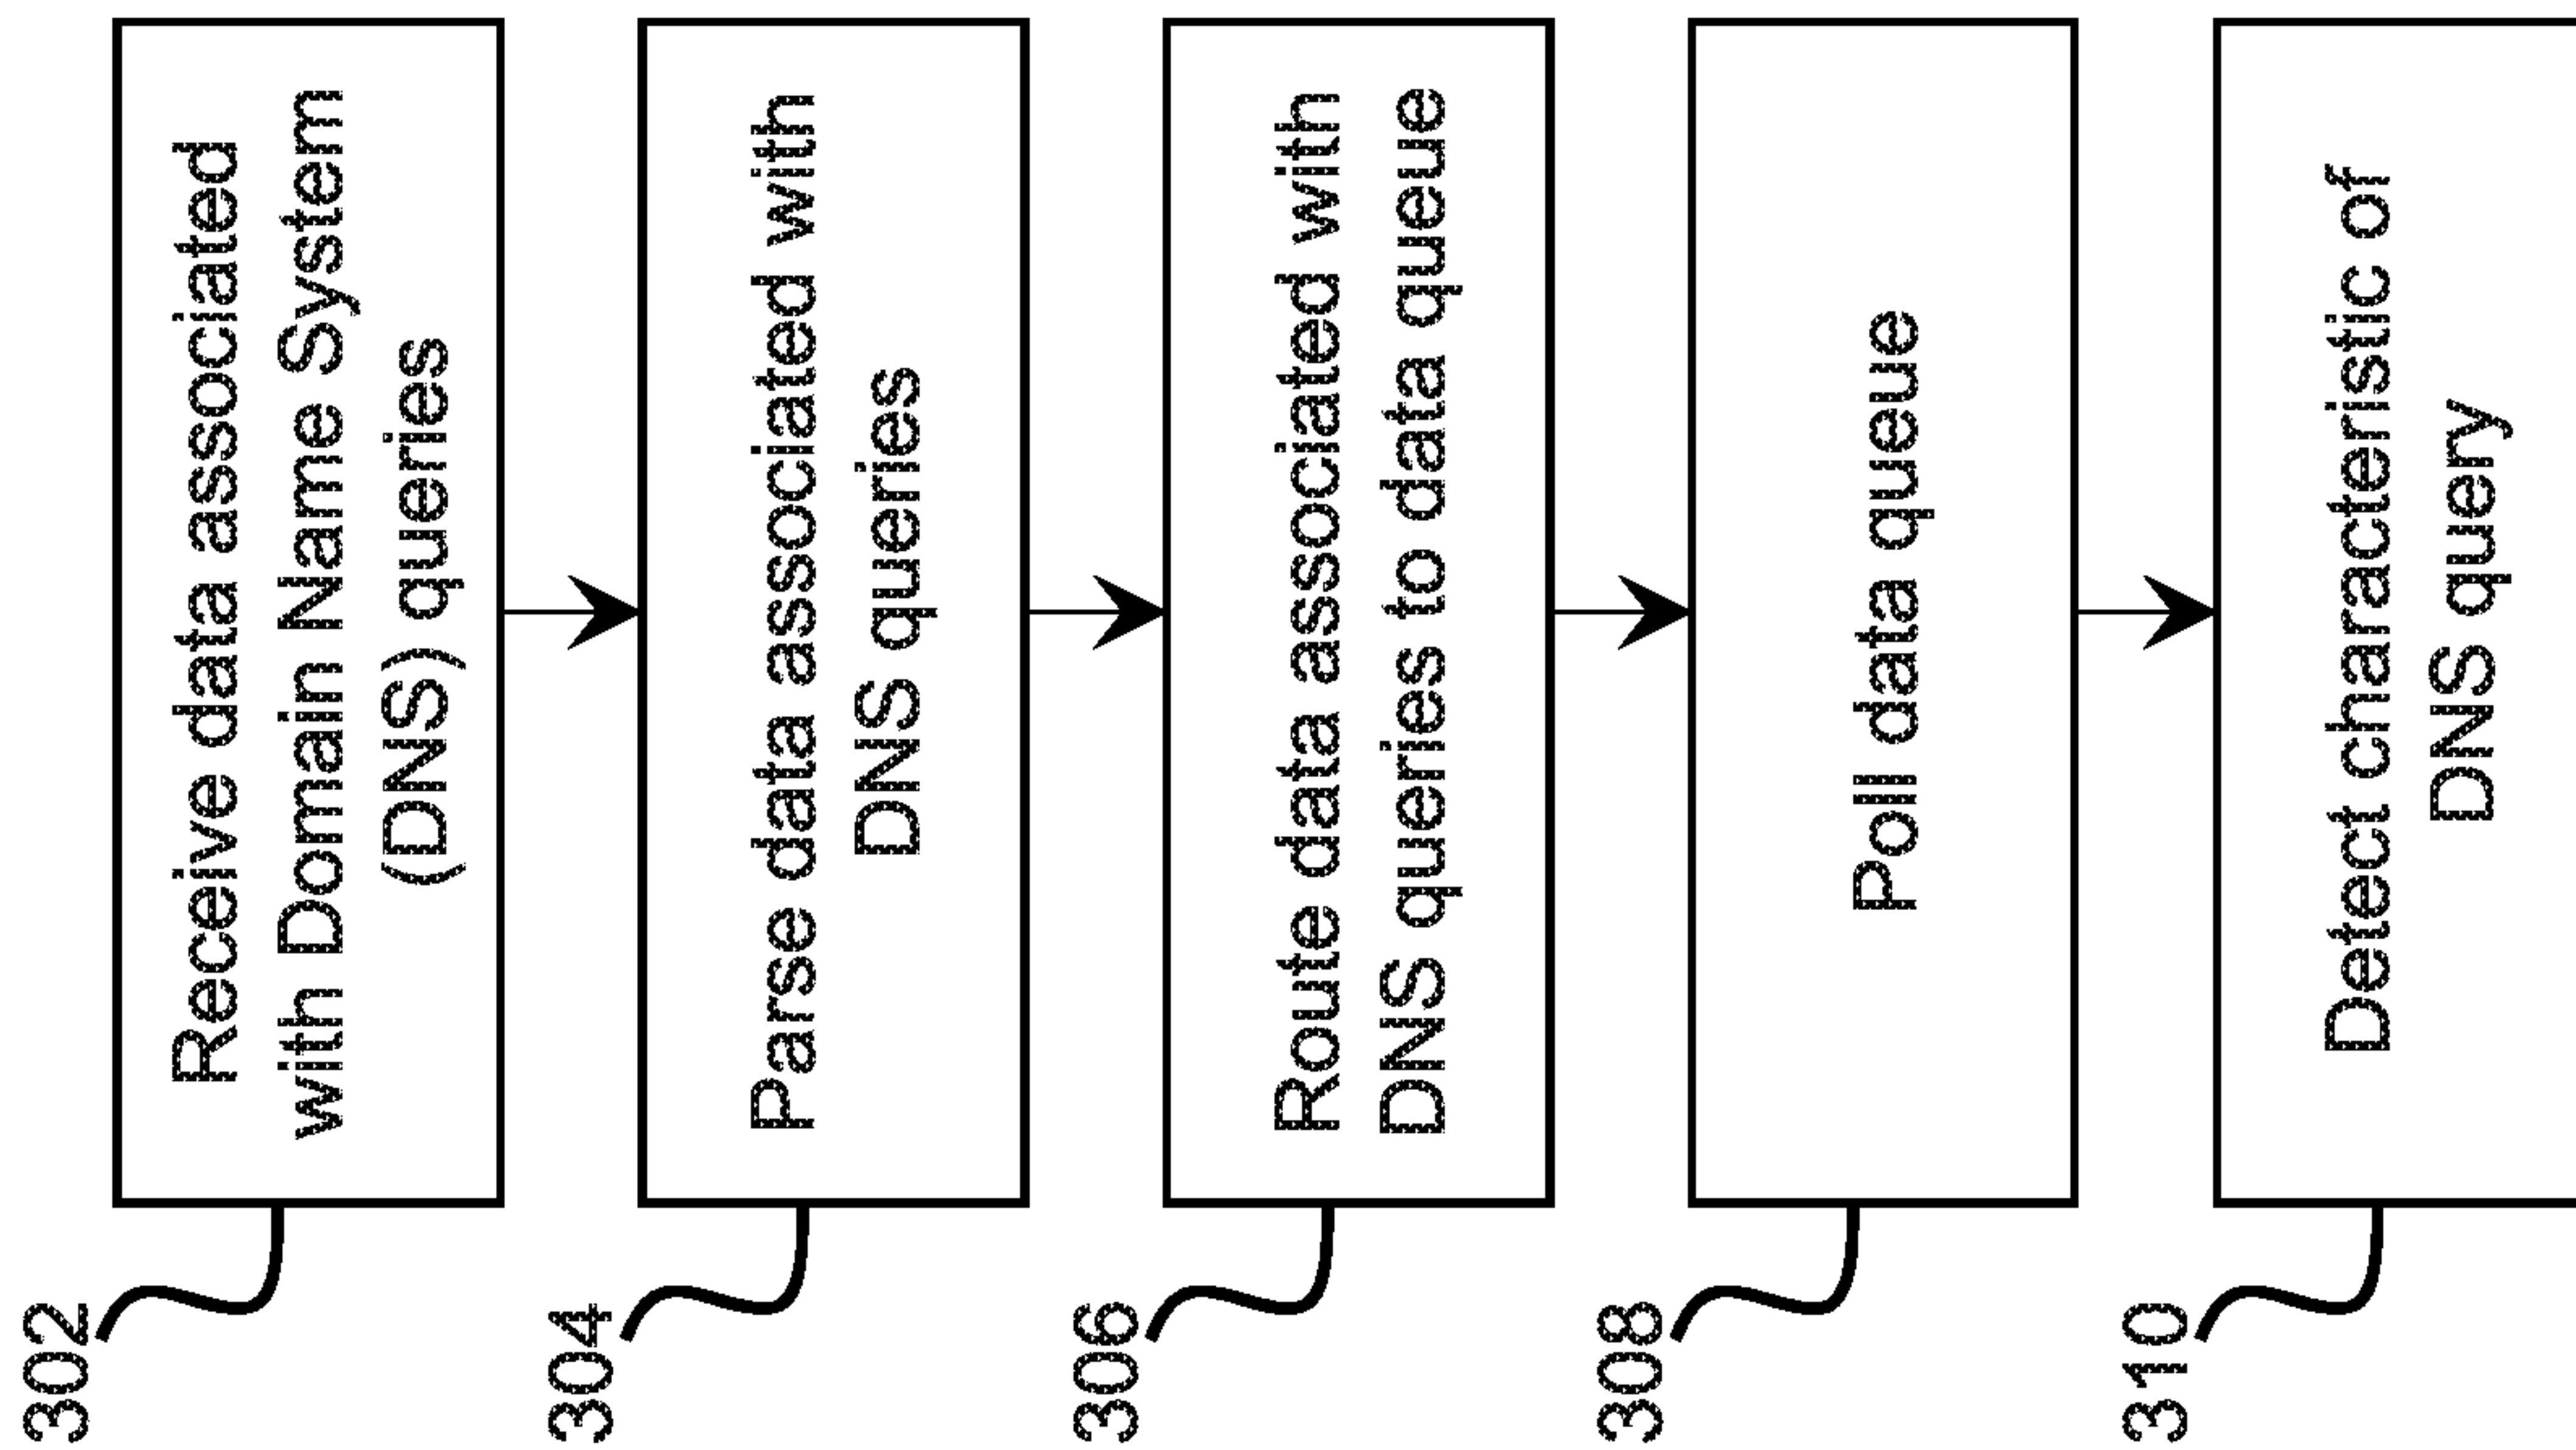 302
Receive data associated
with Domain Name System
(DNS) queries
304
Parse data associated with
DNS queries
306
Route data associated with
DNS queries to data queue
308
Poll data queue
310
Detect characteristic of
DNS query